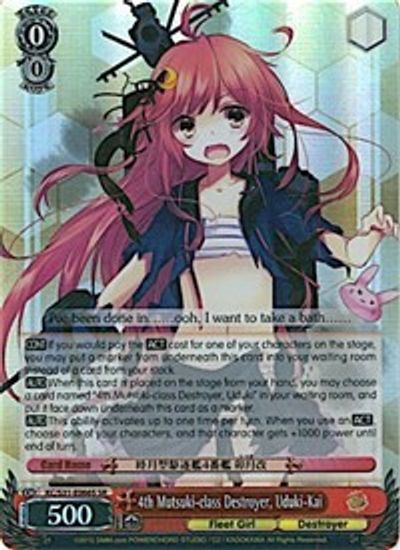 0
0
I've been done in......ooh, I want to take a bath......
CONT If you would pay the ACT cost for one of your characters on the stage,
you may put a marker from underneath this card into your waiting room
instead of a card from your stock.
AUTO When this card is placed on the stage from your hand, you may choose
a card named "4th Mutsuki-class Destroyer, Uduki" in your waiting room, and
put it face down underneath this card as a marker.
AUTO This ability activates up to one time per turn. When you use an ACT,
choose one of your characters, and that character gets +1000 power until
end of turn.
Card Name 睦月型駆逐艦4番艦 卯月改
4th Mutsuki-class Destroyer, Uduki-Kai
500
Fleet Girl Destroyer